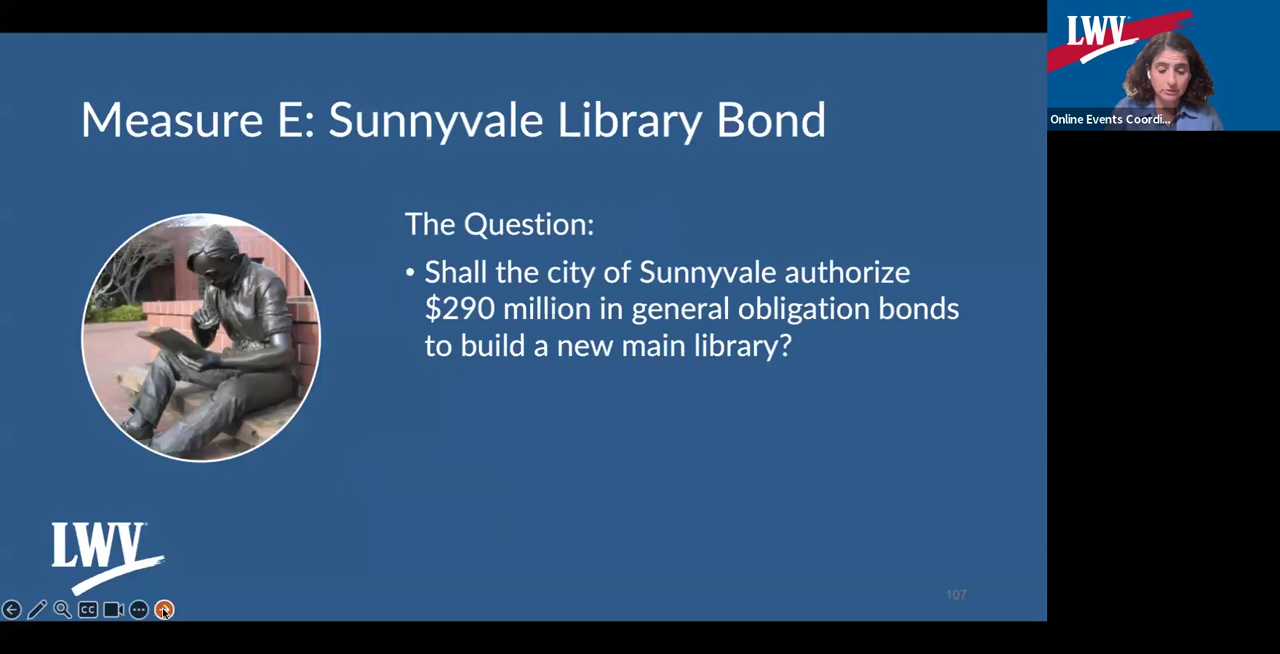 LWV
Online Events Coordi...
Measure E: Sunnyvale Library Bond
The Question:
• Shall the city of Sunnyvale authorize
$290 million in general obligation bonds
to build a new main library?
LWV
CC
107